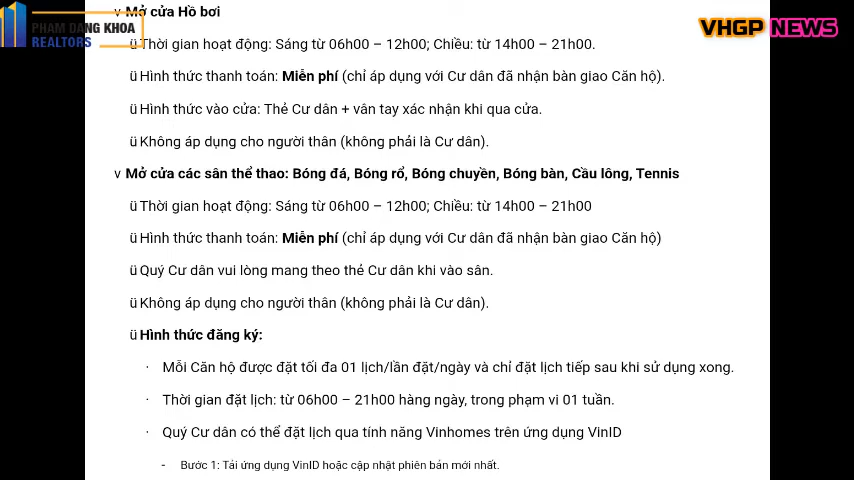 v Mở cửa Hồ bơi
PHAM DANG KHOA
REALTORS
VHGP NEWS
ü Thời gian hoạt động: Sáng từ 06h00 – 12h00; Chiều: từ 14h00 – 21h00.
ü Hình thức thanh toán: Miễn phí (chỉ áp dụng với Cư dân đã nhận bàn giao Căn hộ).
ü Hình thức vào cửa: Thẻ Cư dân + vân tay xác nhận khi qua cửa.
ü Không áp dụng cho người thân (không phải là Cư dân).
v Mở cửa các sân thể thao: Bóng đá, Bóng rổ, Bóng chuyền, Bóng bàn, Cầu lông, Tennis
ü Thời gian hoạt động: Sáng từ 06h00 – 12h00; Chiều: từ 14h00 – 21h00
ü Hình thức thanh toán: Miễn phí (chỉ áp dụng với Cư dân đã nhận bàn giao Căn hộ)
ü Quý Cư dân vui lòng mang theo thẻ Cư dân khi vào sân.
ü Không áp dụng cho người thân (không phải là Cư dân).
ü Hình thức đăng ký:
· Mỗi Căn hộ được đặt tối đa 01 lịch/lần đặt/ngày và chỉ đặt lịch tiếp sau khi sử dụng xong.
· Thời gian đặt lịch: từ 06h00 – 21h00 hàng ngày, trong phạm vi 01 tuần.
· Quý Cư dân có thể đặt lịch qua tính năng Vinhomes trên ứng dụng VinID
- Bước 1: Tải ứng dụng VinID hoặc cập nhật phiên bản mới nhất.